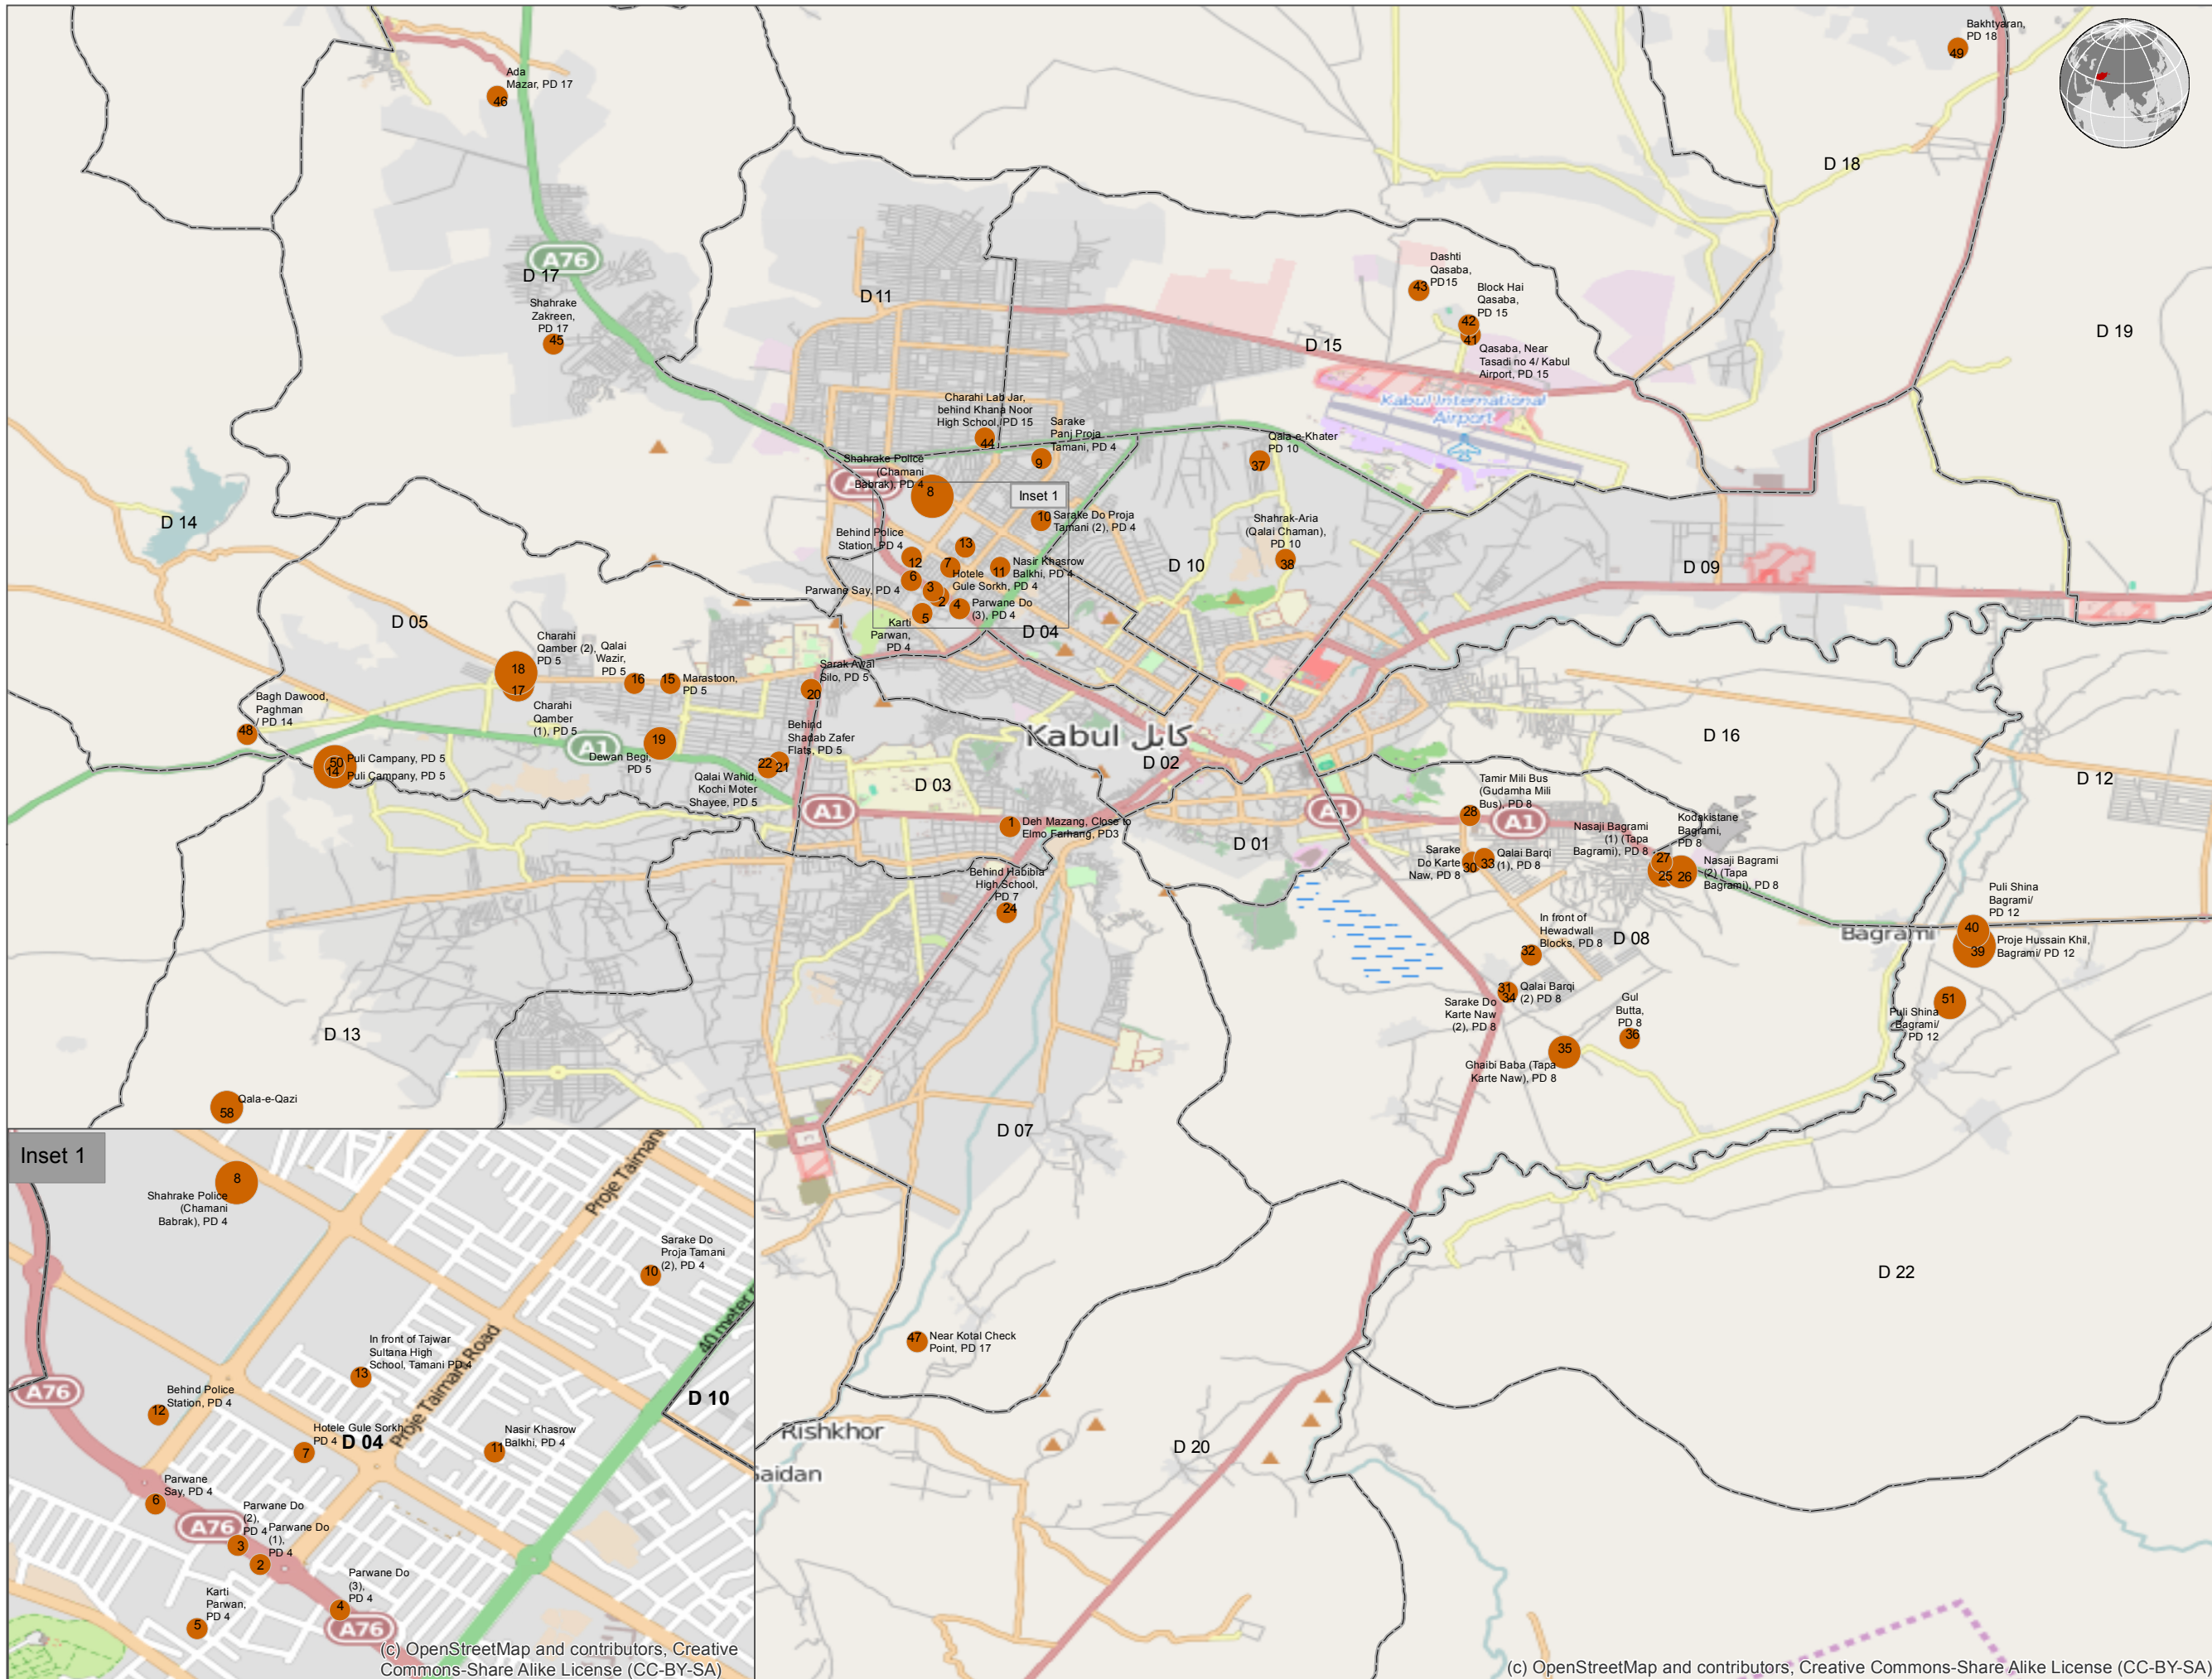 Bakhtyaran,
PD 18
49
Ada
Mazar, PD 17
46
D 18
A76
D 17
Shahrake
Zakreen,
PD 17
45
D 11
Dashti
Qasaba,
PD15
43
Block Hai
Qasaba,
PD 15
42
41
Qasaba, Near
Tasadi no 4/ Kabul
Airport, PD 15
D 15
D 19
Kabul International
Airport
Charahi Lab Jar,
behind Khana Noor
High School, PD 15
44
Sarake
Panj Proja
Tamani, PD 4
9
Qala-e-Khater
PD 10
37
Shahrake Police
(Chamani
Babrak), PD 4
8
Inset 1
10
Sarake Do Proja
Tamani (2), PD 4
Shahrak-Aria
(Qalai Chaman),
PD 10
38
D 14
Behind Police
Station, PD 4
12
13
7
11
Nasir Khasrow
Balkhi, PD 4
Hotele
Gule Sorkh, PD 4
6
3
2
4
Parwane Say, PD 4
Parwane Do
(3), PD 4
5
Karti
Parwan,
PD 4
D 04
D 10
D 09
D 05
Charahi
Qamber (2),
PD 5
18
17
Charahi
Qamber
(1), PD 5
Qalai
Wazir,
PD 5
16
15
Marastoon,
PD 5
Sarak Awal
Silo, PD 5
20
Bagh Dawood,
Paghman
/ PD 14
48
50
14
Puli Campany, PD 5
Puli Campany, PD 5
A1
19
Dewan Begi,
PD 5
Behind
Shadab Zafer
Flats, PD 5
22
21
Qalai Wahid,
Kochi Moter
Shayee, PD 5
Kabul کابل
D 02
D 03
D 16
D 12
A1
1
Deh Mazang, Close to
Elmo Farhang, PD3
A1
D 01
Tamir Mili Bus
(Gudamha Mili
Bus), PD 8
28
A1
Sarake
Do Karte
Naw, PD 8
30
33
Qalai Barqi
(1), PD 8
Nasaji Bagrami
(1) (Tapa
Bagrami), PD 8
Kodakistane
Bagrami,
PD 8
27
25
26
Nasaji Bagrami
(2) (Tapa
Bagrami), PD 8
Behind Habibia
High School,
PD 7
24
In front of
Hewadwall
Blocks, PD 8
32
D 08
Bagrami
Puli Shina
Bagrami/
PD 12
40
39
Proje Hussain Khil,
Bagrami/ PD 12
51
Puli Shina
Bagrami/
PD 12
31
34
Qalai Barqi
(2) PD 8
Sarake Do
Karte Naw
(2), PD 8
Gul
Butta,
PD 8
36
35
Ghaibi Baba (Tapa
Karte Naw), PD 8
D 13
58
Qala-e-Qazi
D 07
D 22
47
Near Kotal Check
Point, PD 17
Rishkhor
Saidan
D 20
Inset 1
8
Shahrake Police
(Chamani
Babrak), PD 4
Proje Taimani
Sarake Do
Proja Tamani
(2), PD 4
10
40 meter
In front of Tajwar
Sultana High
School, Tamani PD 4
13
Proje Taimani Road
A76
Behind Police
Station, PD 4
12
D 10
Hotele Gule Sorkh,
PD 4
7
D 04
Nasir Khasrow
Balkhi, PD 4
11
Parwane
Say, PD 4
6
Parwane Do
(2),
PD 4
A76
3
Parwane Do
(1),
PD 4
2
Parwane Do
(3),
PD 4
4
Karti
Parwan,
PD 4
5
A76
(c) OpenStreetMap and contributors, Creative
Commons-Share Alike License (CC-BY-SA)
(c) OpenStreetMap and contributors, Creative Commons-Share Alike License (CC-BY-SA)